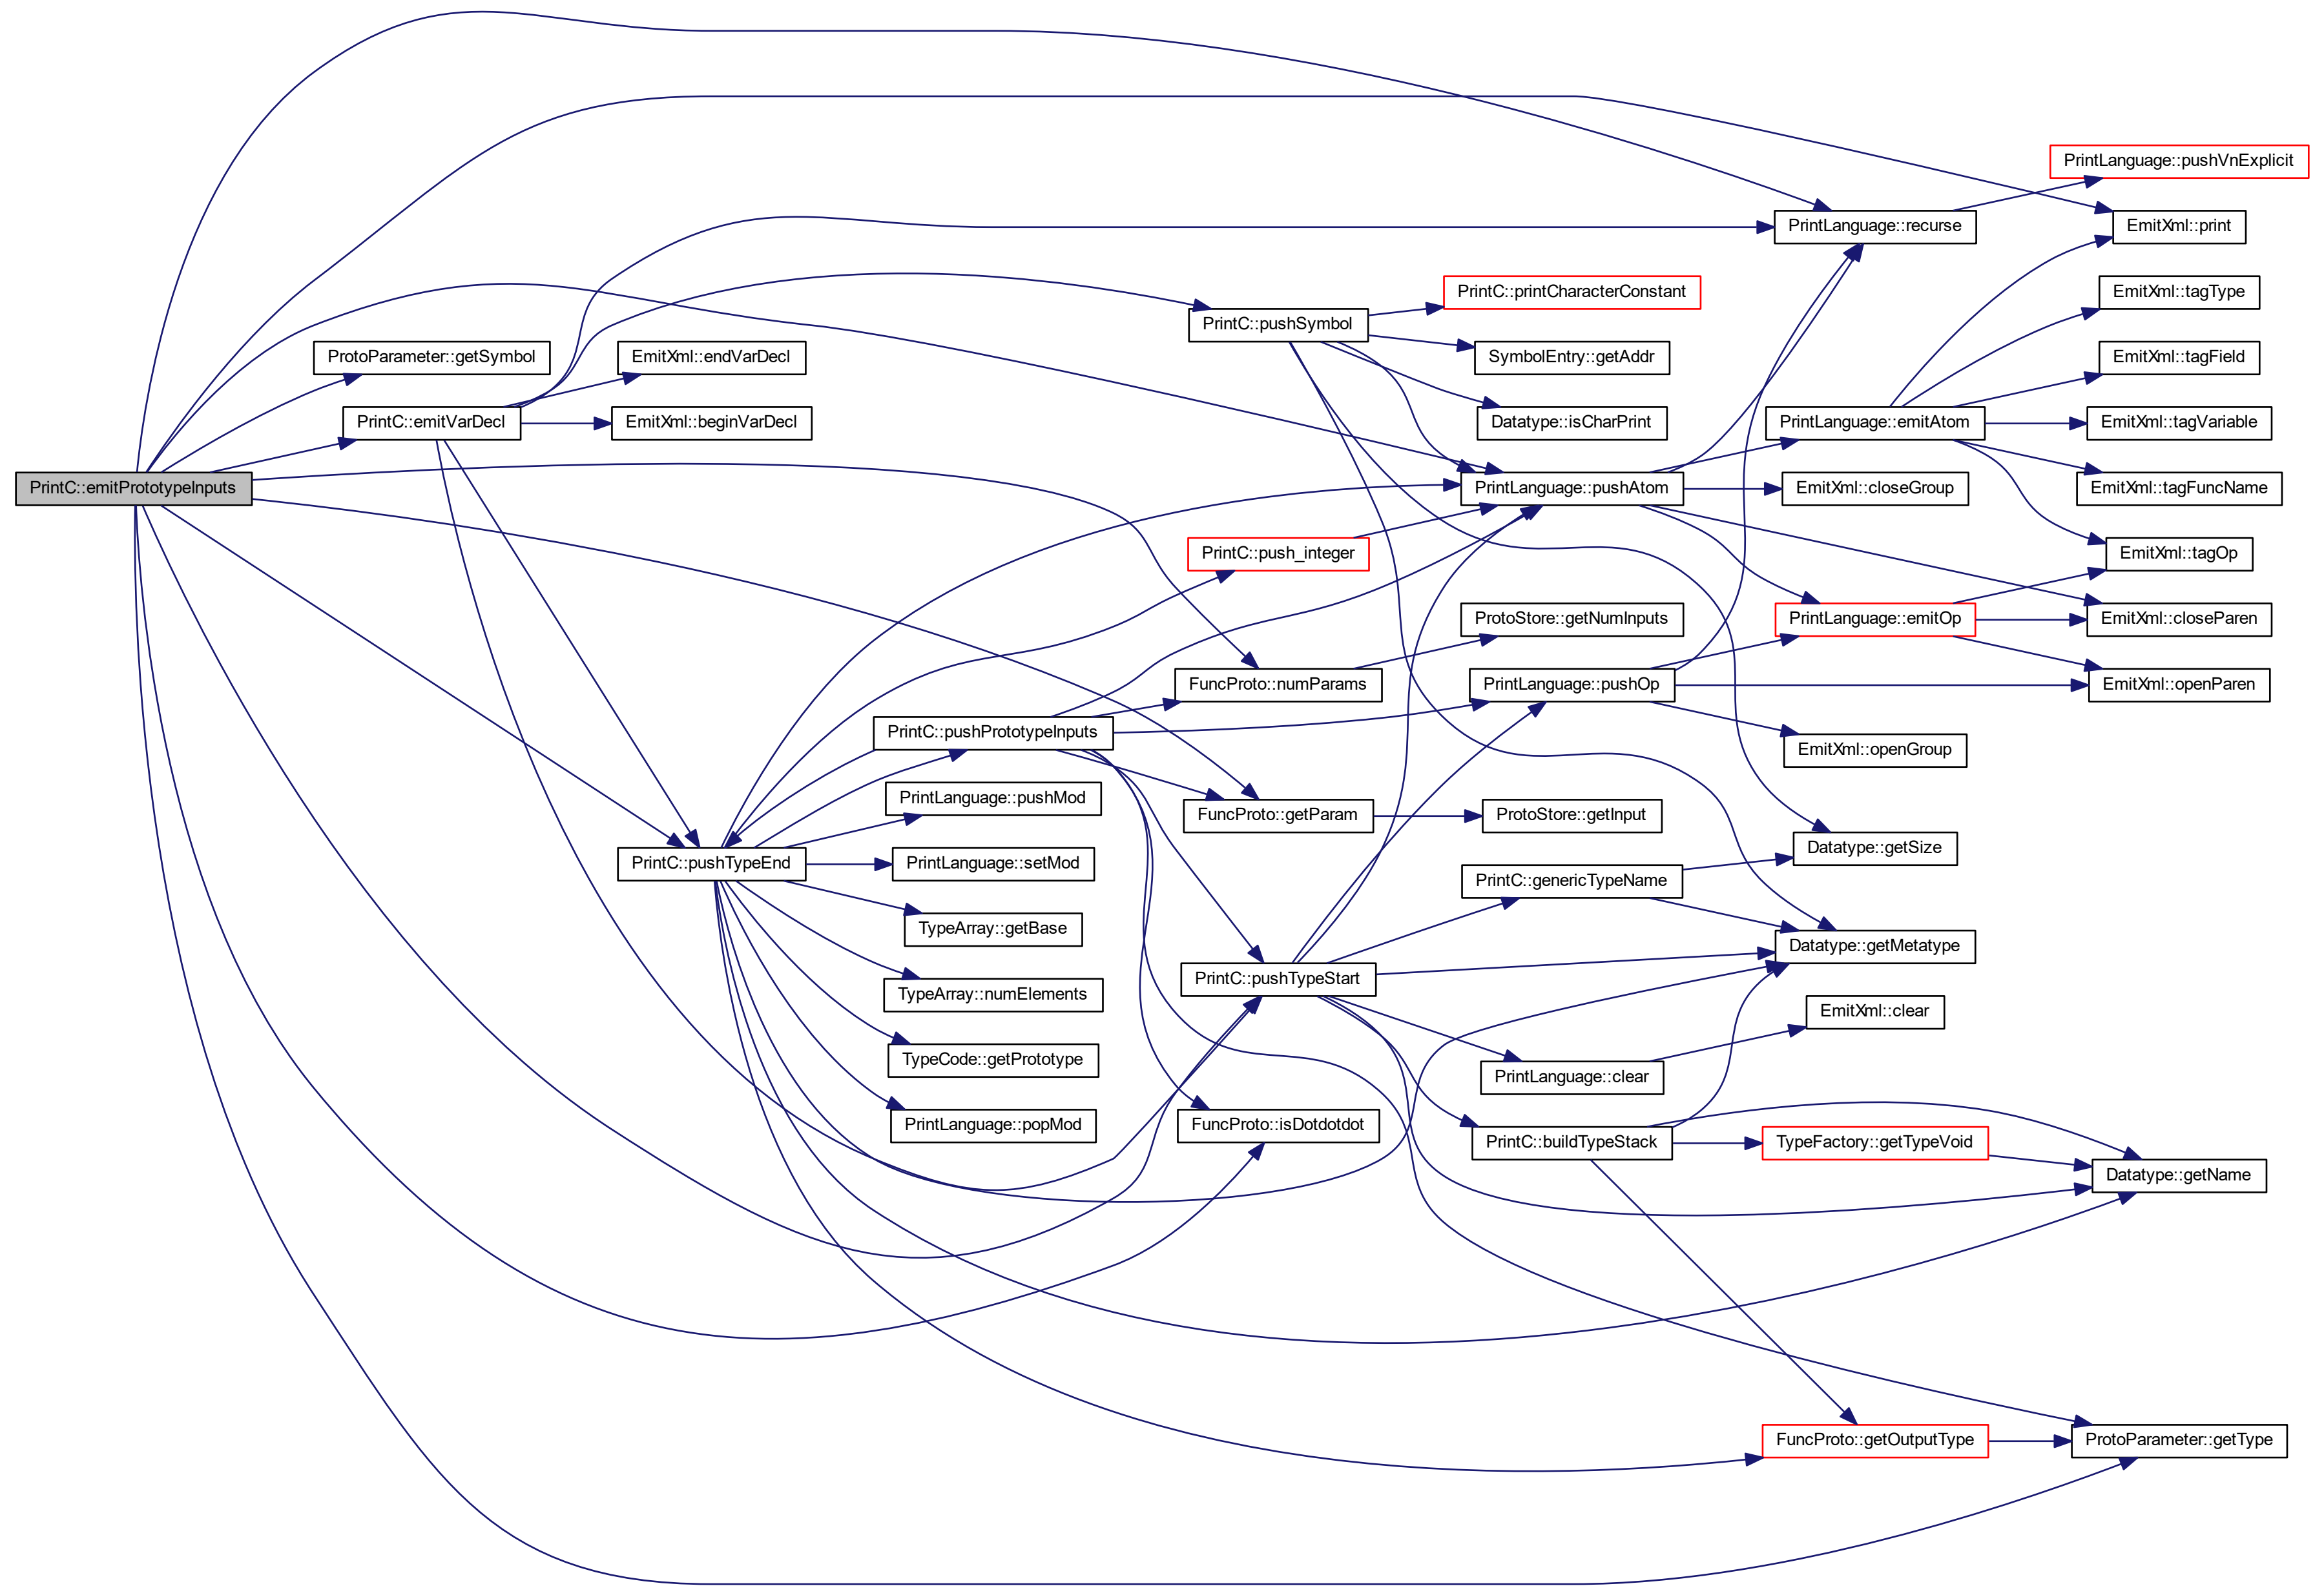 PrintC::emitPrototypeInputs
ProtoParameter::getSymbol
PrintC::emitVarDecl
EmitXml::endVarDecl
EmitXml::beginVarDecl
PrintC::pushTypeEnd
PrintC::pushPrototypeInputs
PrintLanguage::pushMod
PrintLanguage::setMod
TypeArray::getBase
TypeArray::numElements
TypeCode::getPrototype
PrintLanguage::popMod
PrintC::pushSymbol
PrintC::push_integer
FuncProto::numParams
FuncProto::getParam
PrintC::pushTypeStart
FuncProto::isDotdotdot
PrintC::printCharacterConstant
SymbolEntry::getAddr
Datatype::isCharPrint
PrintLanguage::pushAtom
ProtoStore::getNumInputs
PrintLanguage::pushOp
ProtoStore::getInput
PrintC::genericTypeName
PrintLanguage::clear
PrintC::buildTypeStack
PrintLanguage::recurse
PrintLanguage::emitAtom
EmitXml::closeGroup
PrintLanguage::emitOp
EmitXml::openGroup
Datatype::getSize
Datatype::getMetatype
EmitXml::clear
TypeFactory::getTypeVoid
FuncProto::getOutputType
PrintLanguage::pushVnExplicit
EmitXml::print
EmitXml::tagType
EmitXml::tagField
EmitXml::tagVariable
EmitXml::tagFuncName
EmitXml::tagOp
EmitXml::closeParen
EmitXml::openParen
Datatype::getName
ProtoParameter::getType